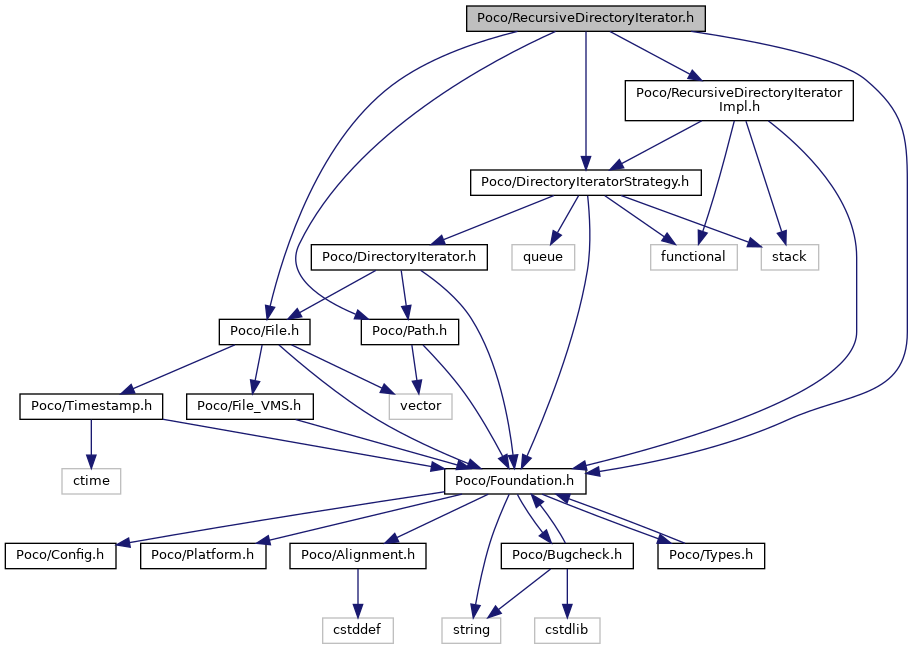 Poco/RecursiveDirectoryIterator.h
Poco/RecursiveDirectoryIterator
Impl.h
Poco/DirectoryIteratorStrategy.h
Poco/DirectoryIterator.h
queue
functional
stack
Poco/File.h
Poco/Path.h
Poco/Timestamp.h
Poco/File_VMS.h
vector
ctime
Poco/Foundation.h
Poco/Config.h
Poco/Platform.h
Poco/Alignment.h
Poco/Bugcheck.h
Poco/Types.h
cstddef
string
cstdlib